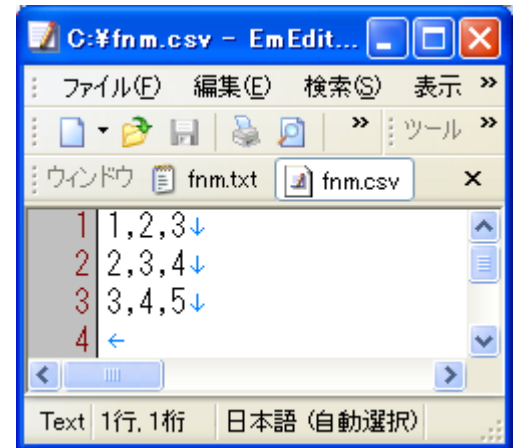 C:¥fnm.csv - EmEdit...
ファイル(F) 編集(E) 検索(S) 表示 »
» ツール »
ウィンドウ fnm.txt fnm.csv ×
1 1,2,3↓
2 2,3,4↓
3 3,4,5↓
4 ←
Text 1行, 1桁 日本語 (自動選択)